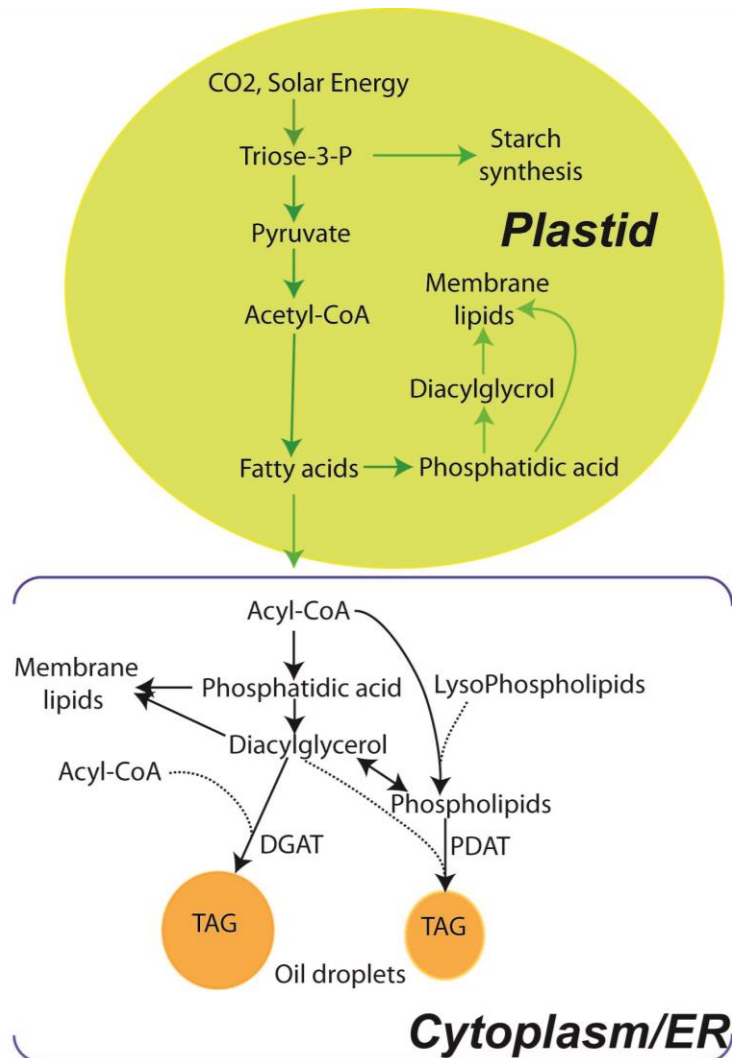 CO2, Solar Energy
Triose-3-P
Starch
synthesis
Pyruvate
Plastid
Membrane
lipids
Acetyl-CoA
Diacylglycrol
Fatty acids
Phosphatidic acid
Acyl-CoA
Membrane
lipids
Phosphatidic acid
LysoPhospholipids
Diacylglycerol
Acyl-CoA
Phospholipids
DGAT
PDAT
TAG
TAG
Oil droplets
Cytoplasm/ER